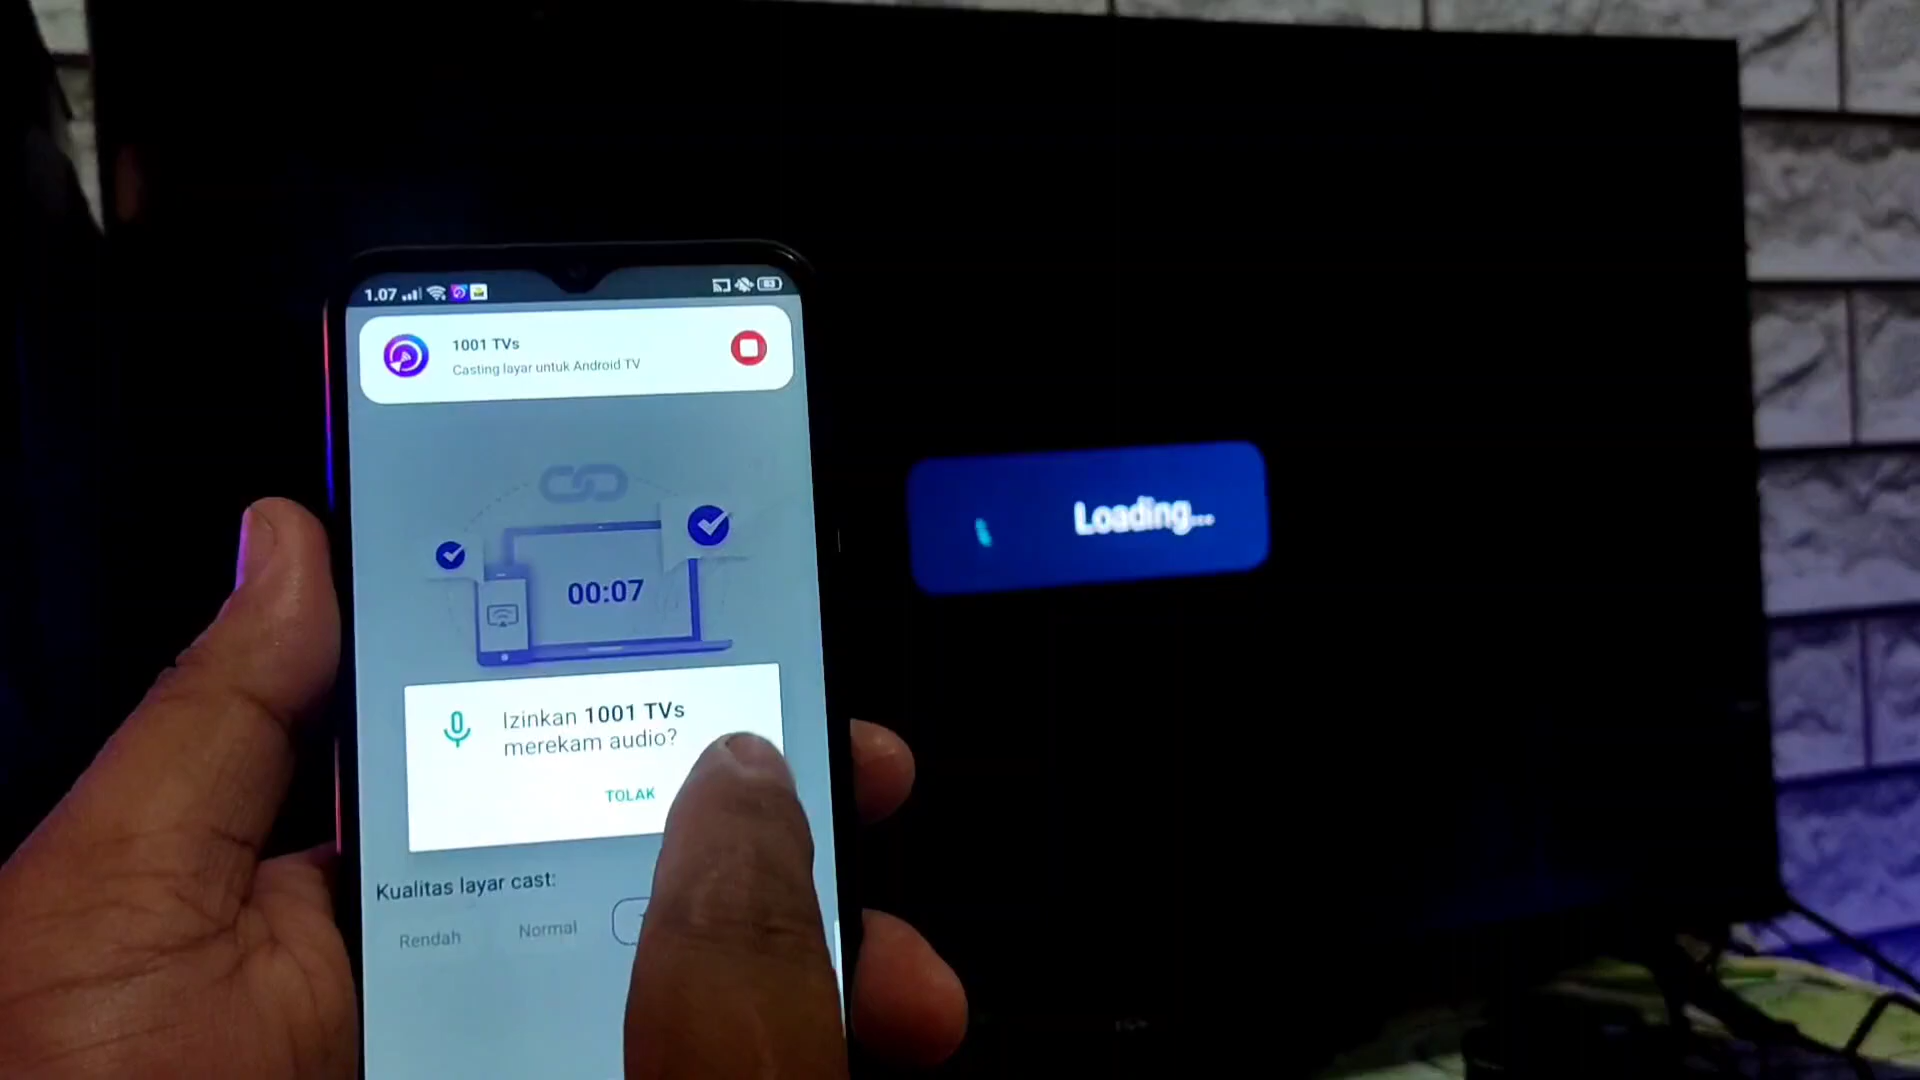 1.07
83
1001 TVs
Casting layar untuk Android TV
00:07
Loading...
Izinkan 1001 TVs
merekam audio?
TOLAK
Kualitas layar cast:
Rendah Normal